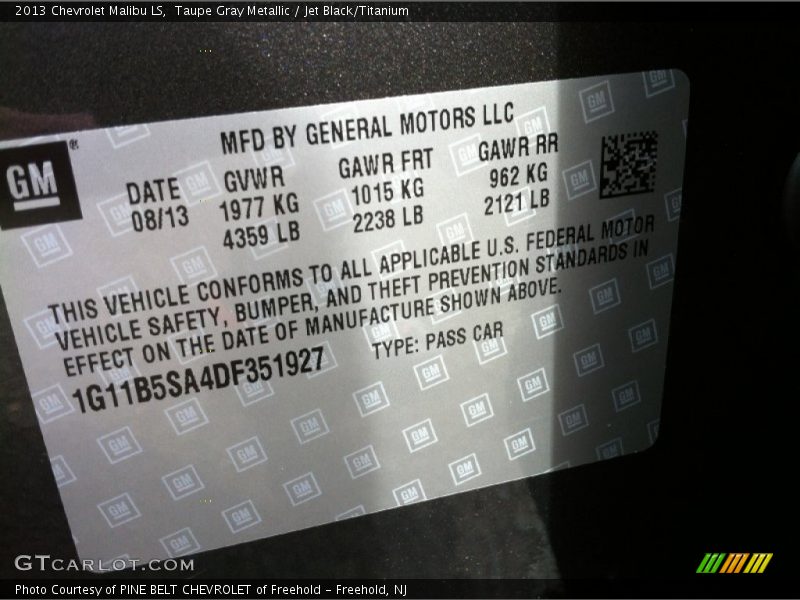 2013 Chevrolet Malibu LS, Taupe Gray Metallic / Jet Black/Titanium
MFD BY GENERAL MOTORS LLC
GM®
DATE GVWR GAWR FRT GAWR RR
08/13 1977 KG 1015 KG 962 KG
4359 LB 2238 LB 2121 LB
THIS VEHICLE CONFORMS TO ALL APPLICABLE U.S. FEDERAL MOTOR
VEHICLE SAFETY, BUMPER, AND THEFT PREVENTION STANDARDS IN
EFFECT ON THE DATE OF MANUFACTURE SHOWN ABOVE.
1G11B5SA4DF351927 TYPE: PASS CAR
GTCARLOT.COM
Photo Courtesy of PINE BELT CHEVROLET of Freehold - Freehold, NJ